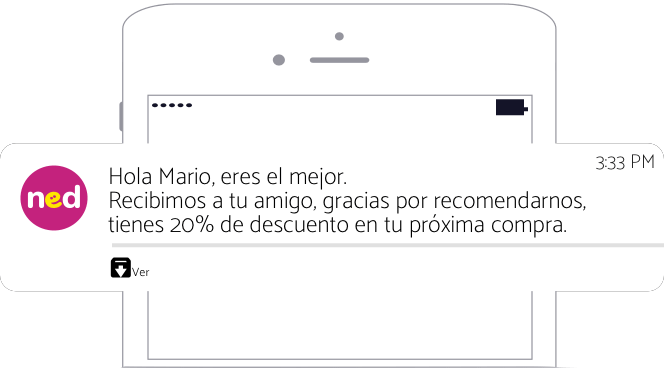 3:33 PM
ned
Hola Mario, eres el mejor.
Recibimos a tu amigo, gracias por recomendarnos,
tienes 20% de descuento en tu próxima compra.
Ver